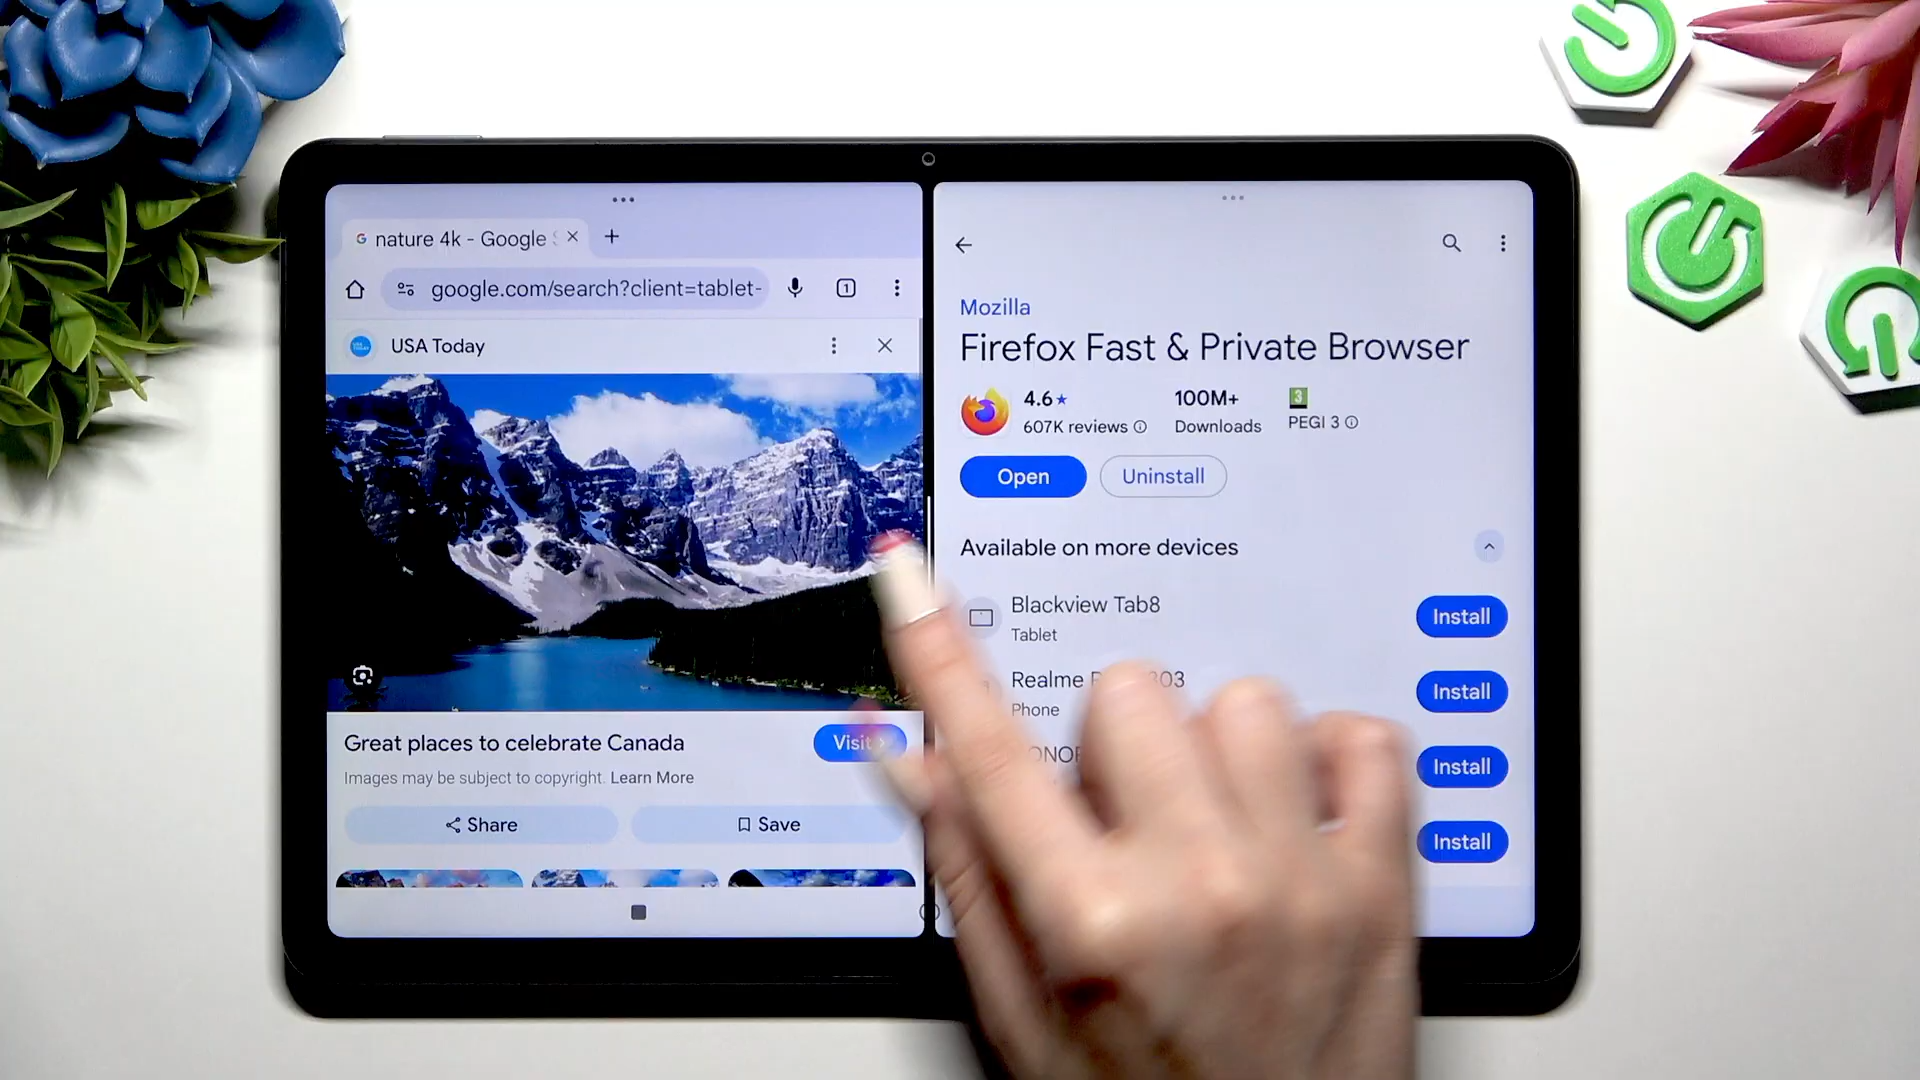 nature 4k - Google
google.com/search?client=tablet-
1
USA Today
Great places to celebrate Canada
Visit
Images may be subject to copyright. Learn More
Share
Save
Mozilla
Firefox Fast & Private Browser
4.6★
607K reviews
100M+
Downloads
3
PEGI 3
Open
Uninstall
Available on more devices
Blackview Tab8
Tablet
Install
Realme
Phone
Install
Install
Install